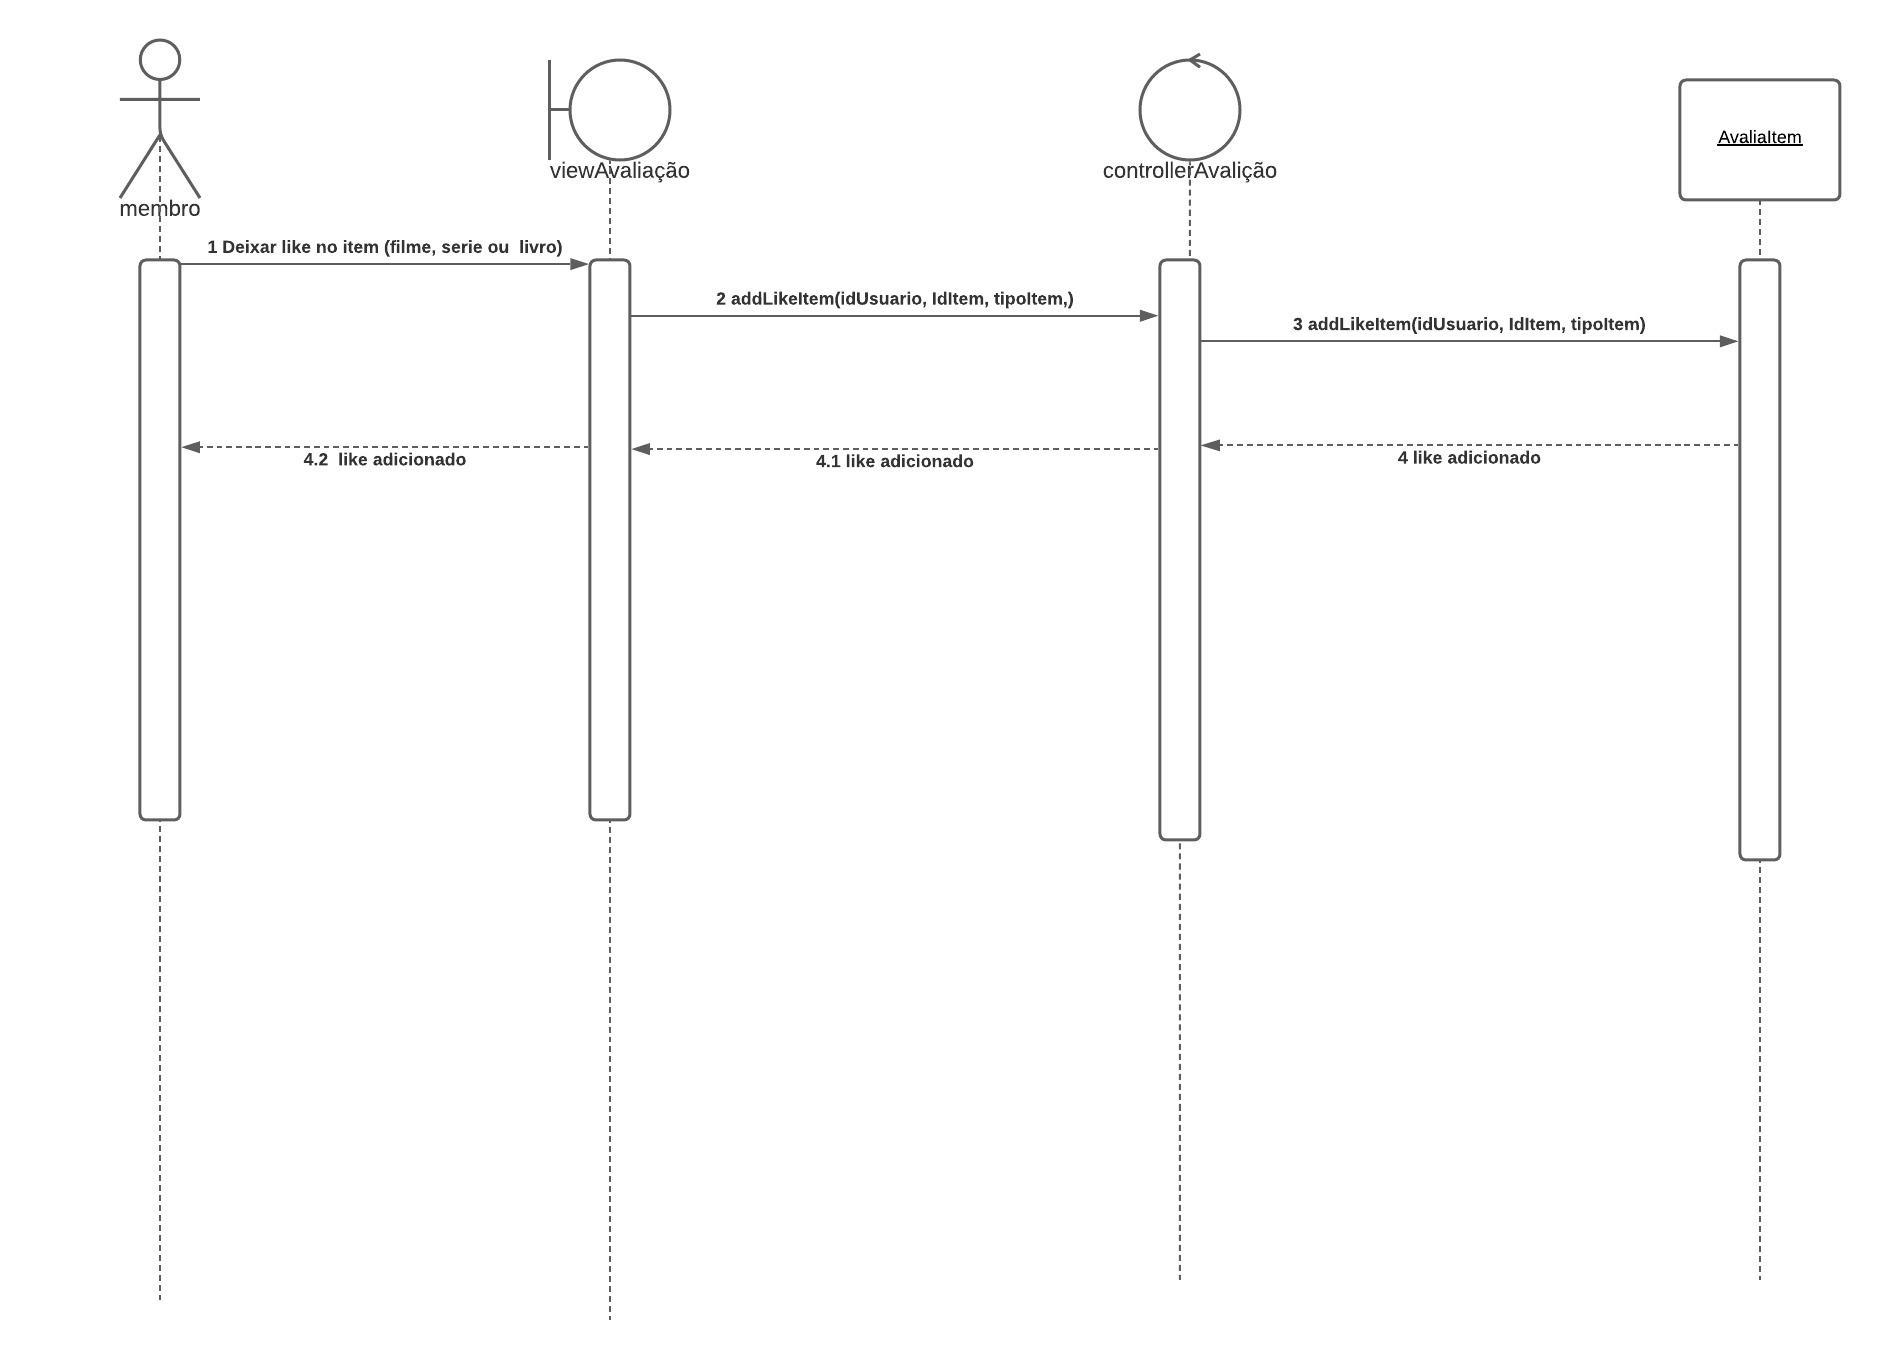 membro
viewAvaliação
controllerAvalição
AvaliaItem
1 Deixar like no item (filme, serie ou  livro)
2 addLikeItem(idUsuario, IdItem, tipoItem,)
3 addLikeItem(idUsuario, IdItem, tipoItem)
4.2  like adicionado
4.1 like adicionado
4 like adicionado